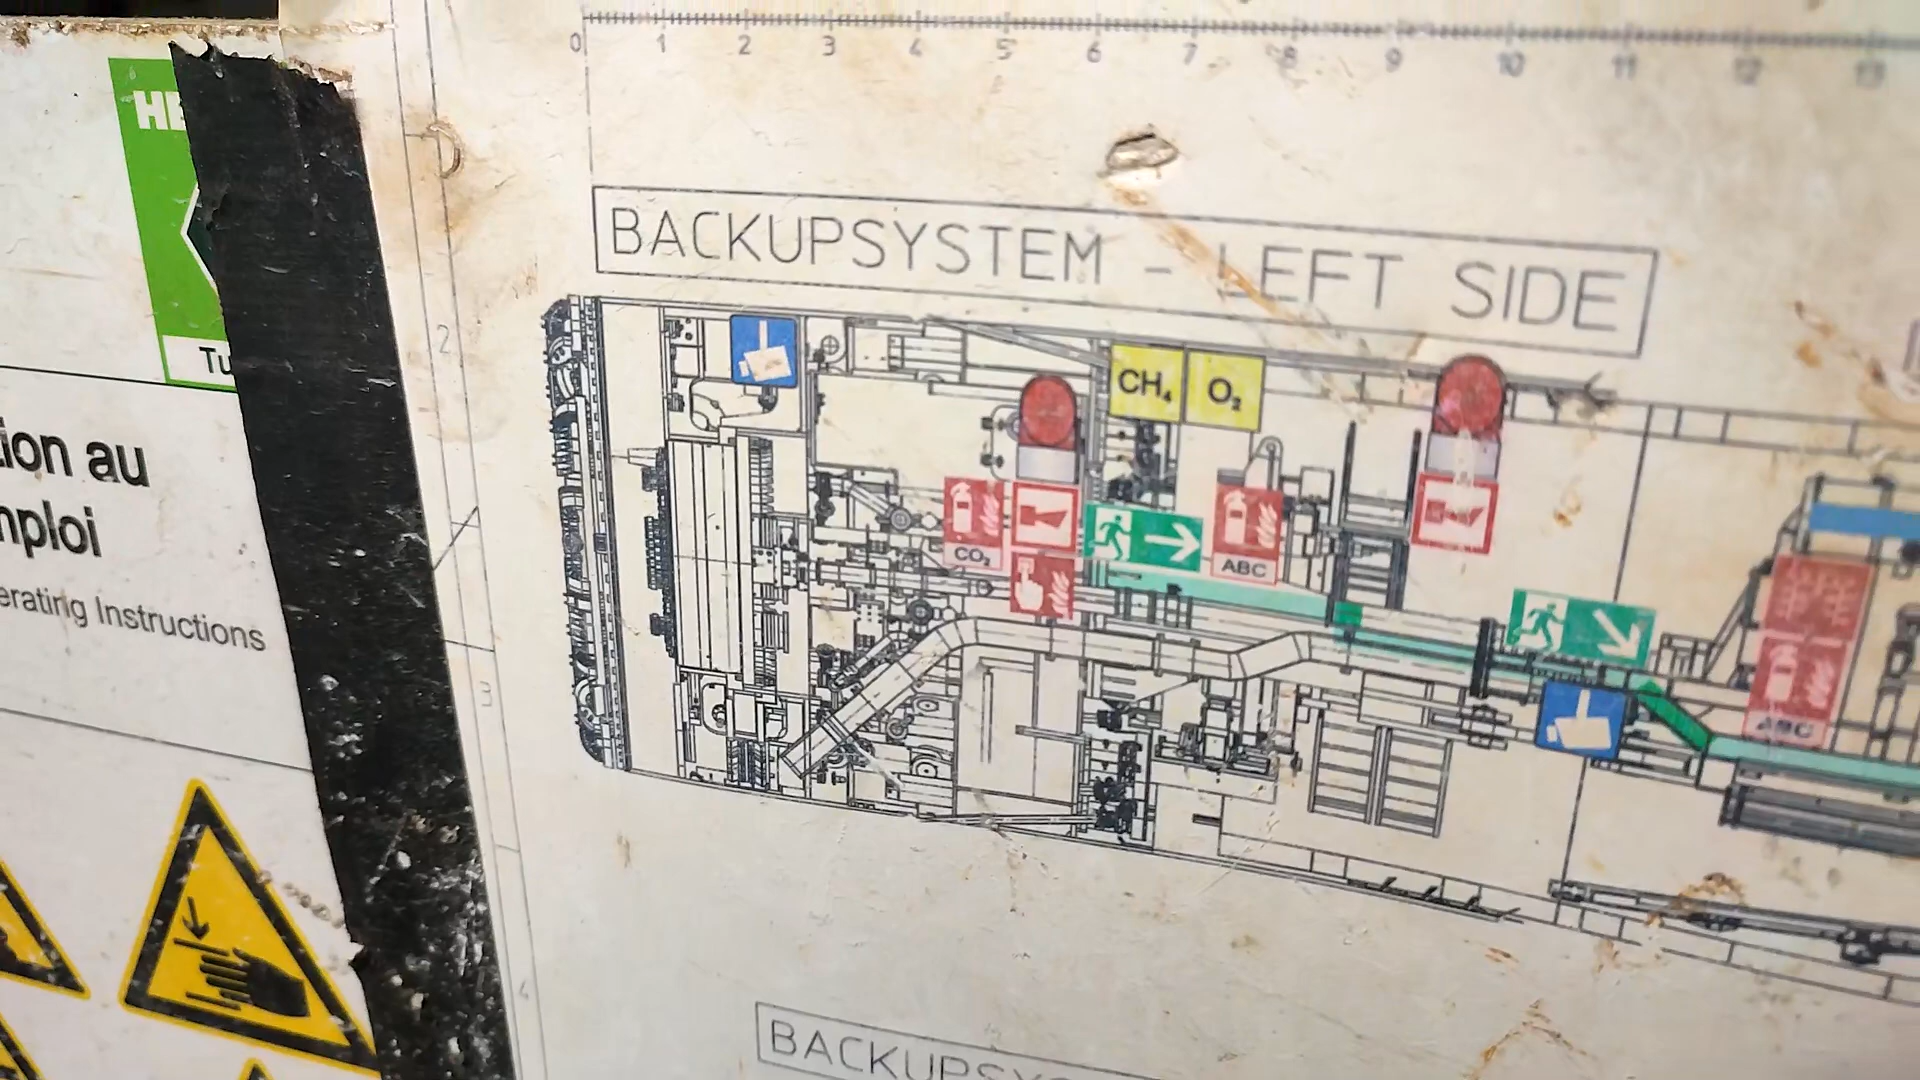 HE
Tu
tion au
mploi
erating Instructions
0 1 2 3 4 5 6 7 8 9 10 11 12 13
2
3
4
BACKUPSYSTEM - LEFT SIDE
CH₄ O₂
CO₂
ABC
ABC
BACKUPSYS